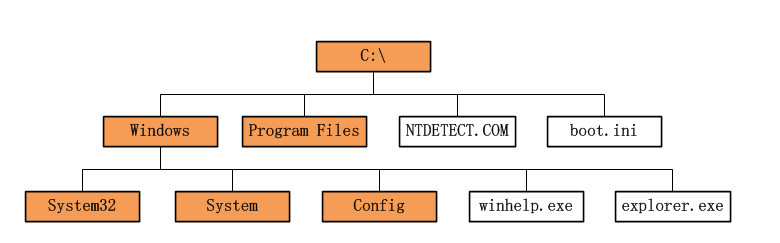 C:\
Windows
Program Files
NTDETECT.COM
boot.ini
System32
System
Config
winhelp.exe
explorer.exe